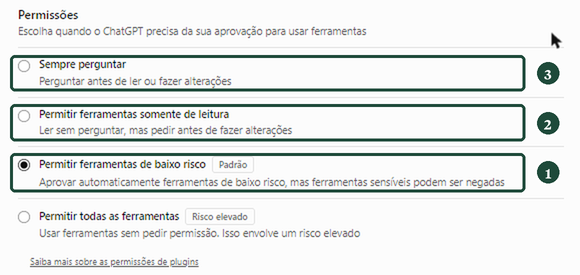 Permissões
Escolha quando o ChatGPT precisa da sua aprovação para usar ferramentas
Sempre perguntar
Perguntar antes de ler ou fazer alterações
3
Permitir ferramentas somente de leitura
Ler sem perguntar, mas pedir antes de fazer alterações
2
Permitir ferramentas de baixo risco Padrão
Aprovar automaticamente ferramentas de baixo risco, mas ferramentas sensíveis podem ser negadas
1
Permitir todas as ferramentas Risco elevado
Usar ferramentas sem pedir permissão. Isso envolve um risco elevado
Saiba mais sobre as permissões de plugins